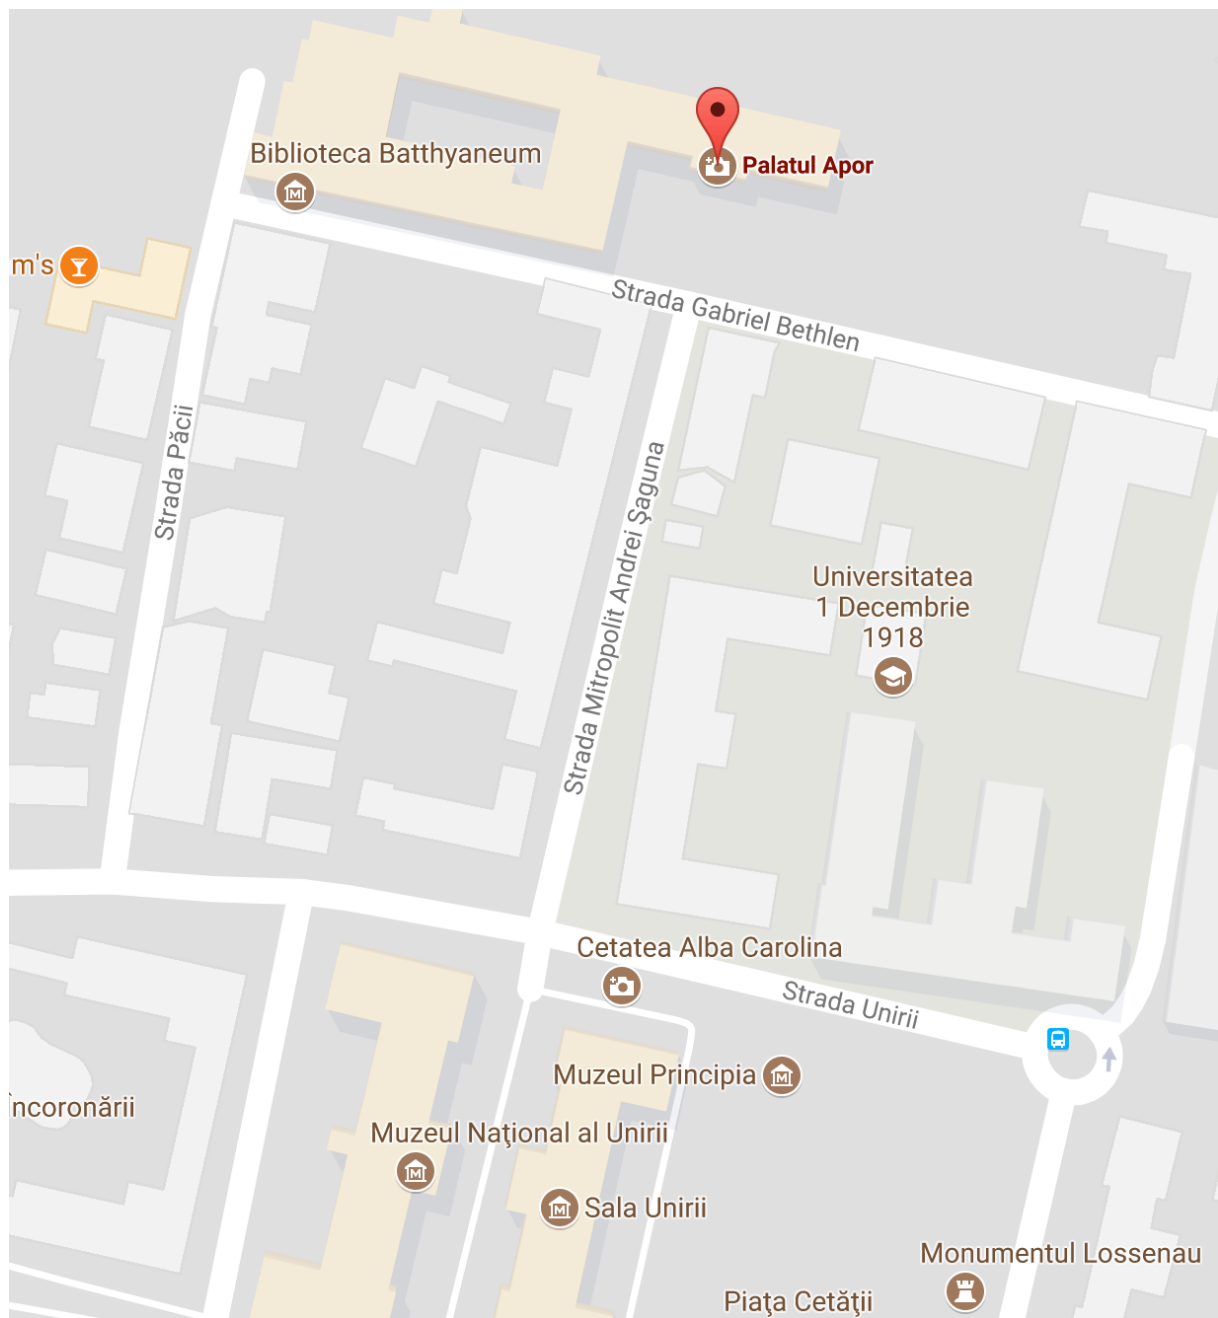 Biblioteca Batthyaneum
Palatul Apor
m's
Strada Gabriel Bethlen
Strada Păcii
Strada Mitropolit Andrei Şaguna
Universitatea
1 Decembrie
1918
Cetatea Alba Carolina
Strada Unirii
Muzeul Principia
Încoronării
Muzeul Naţional al Unirii
Sala Unirii
Monumentul Lossenau
Piaţa Cetăţii